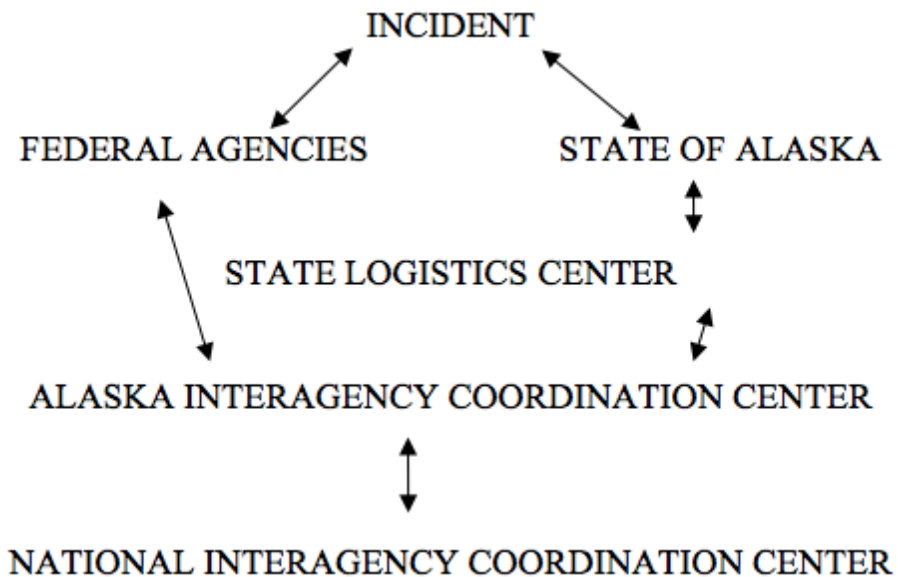 INCIDENT
FEDERAL AGENCIES
STATE OF ALASKA
STATE LOGISTICS CENTER
ALASKA INTERAGENCY COORDINATION CENTER
NATIONAL INTERAGENCY COORDINATION CENTER